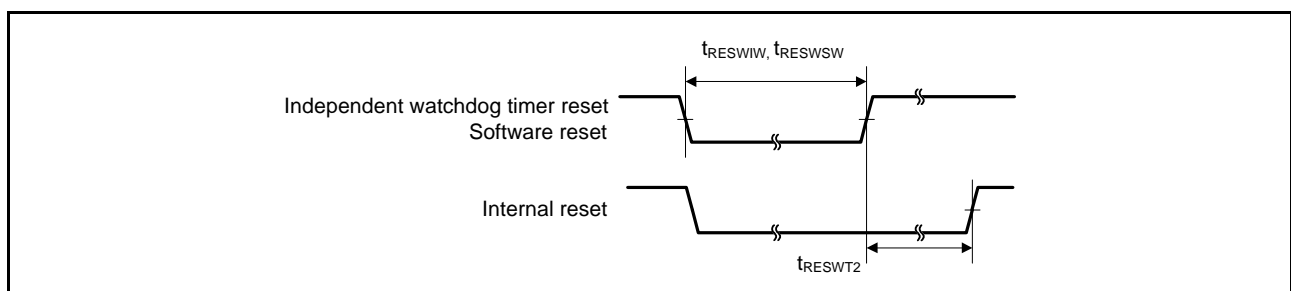 tRESWIW, tRESWSW
Independent watchdog timer reset
Software reset
Internal reset
tRESWT2